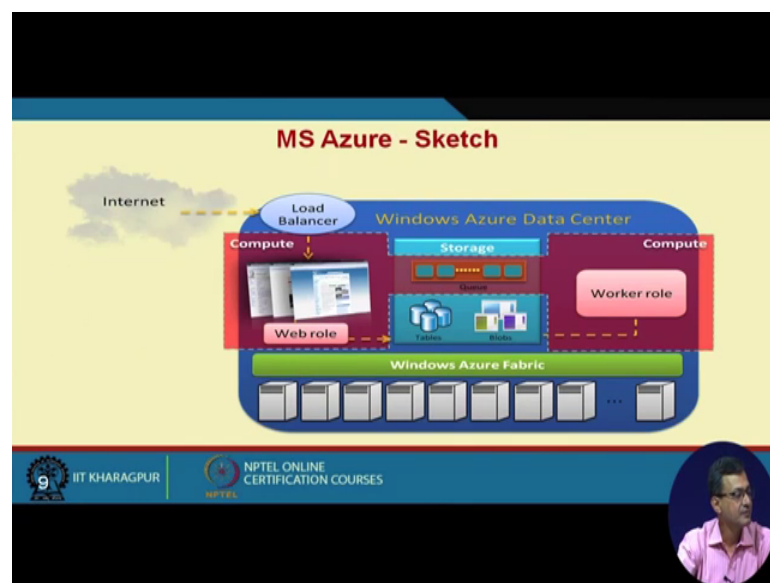 MS Azure - Sketch
Internet
Load
Balancer
Windows Azure Data Center
Compute
Storage
Compute
Queue
Worker role
Web role
Tables
Blobs
Windows Azure Fabric
...
9
IIT KHARAGPUR
NPTEL
NPTEL ONLINE
CERTIFICATION COURSES